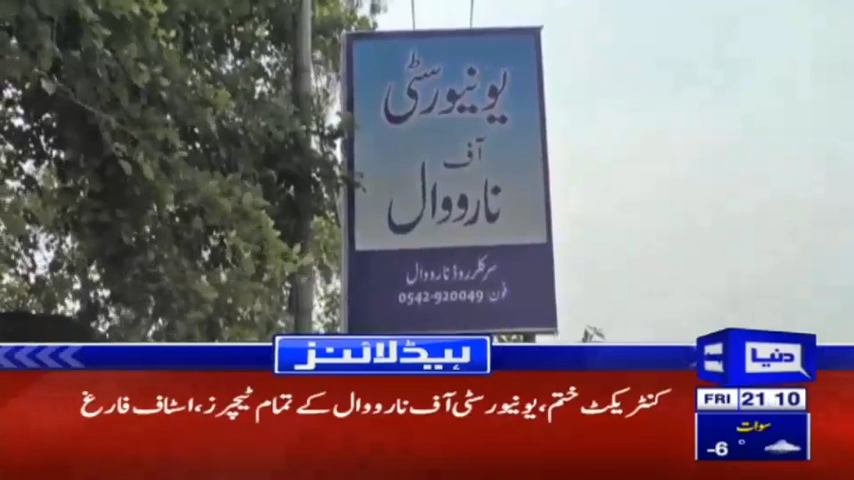 یونیورسٹی
آف
نارووال
سرکلر روڈ نارووال
فون 0542-920049
ہیڈلائنز
دنیا
کنٹریکٹ ختم، یونیورسٹی آف نارووال کے تمام ٹیچرز، اسٹاف فارغ
FRI 21 10
سوات
-6°